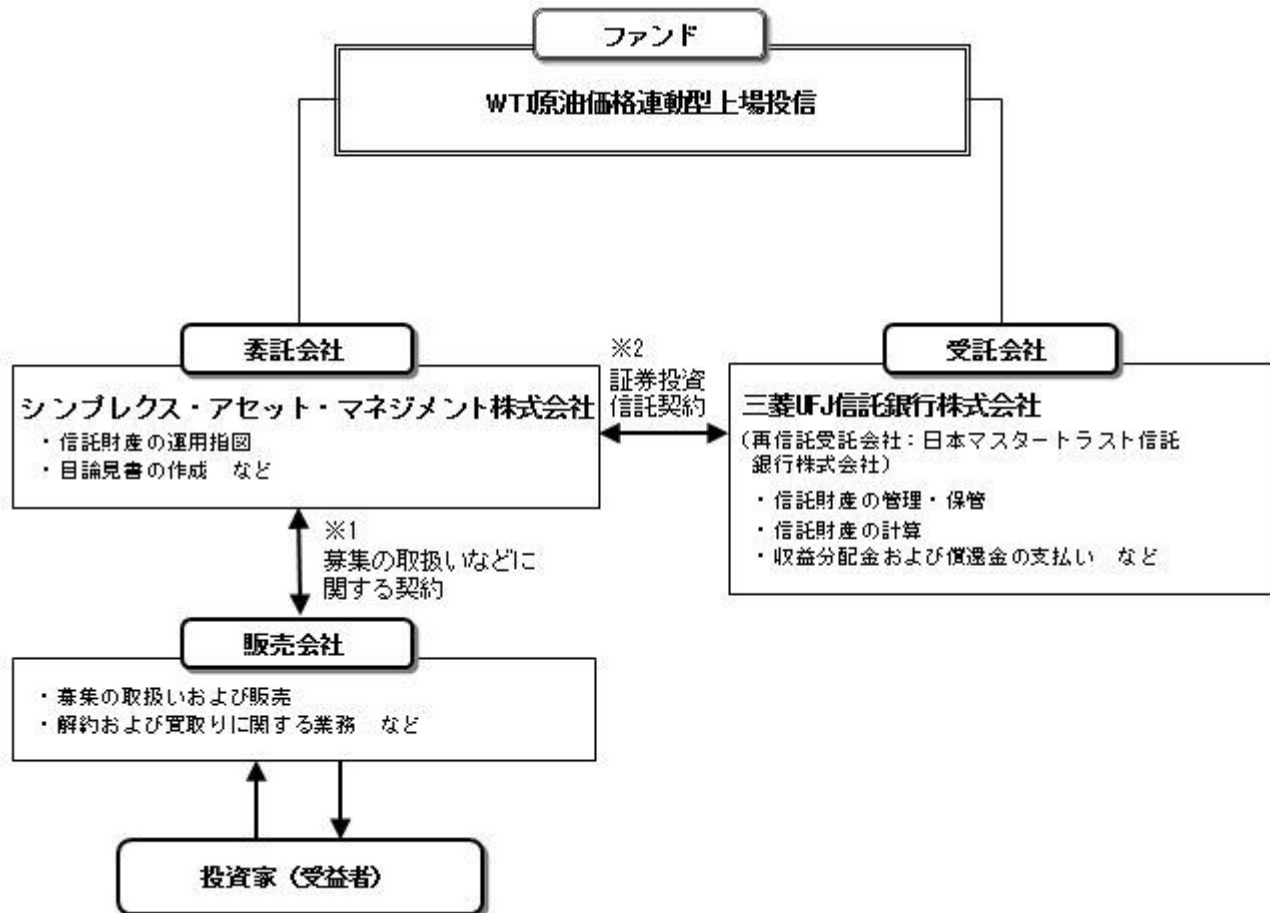 ファンド
WTI原油価格連動型上場投信
委託会社
シンプレクス・アセット・マネジメント株式会社
・信託財産の運用指図
・目論見書の作成 など
※2
証券投資
信託契約
受託会社
三菱UFJ信託銀行株式会社
(再信託受託会社：日本マスタートラスト信託
銀行株式会社)
・信託財産の管理・保管
・信託財産の計算
・収益分配金および償還金の支払い など
※1
募集の取扱いなどに
関する契約
販売会社
・募集の取扱いおよび販売
・解約および買取りに関する業務 など
投資家（受益者）